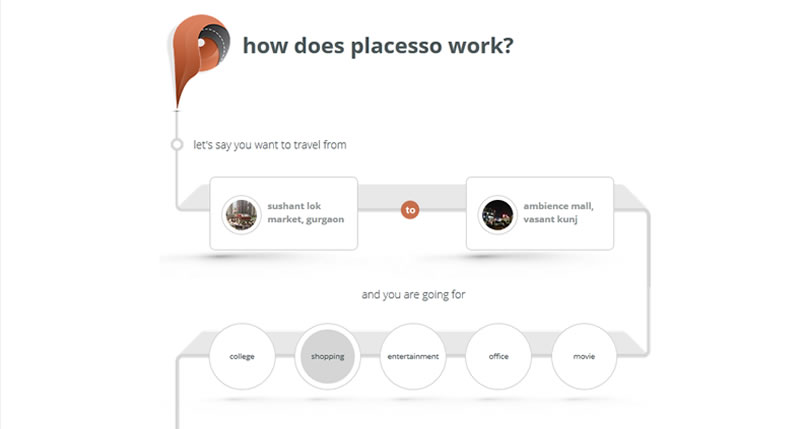 how does placesso work?
let's say you want to travel from
sushant lok
market, gurgaon
to
ambience mall,
vasant kunj
and you are going for
college
shopping
entertainment
office
movie